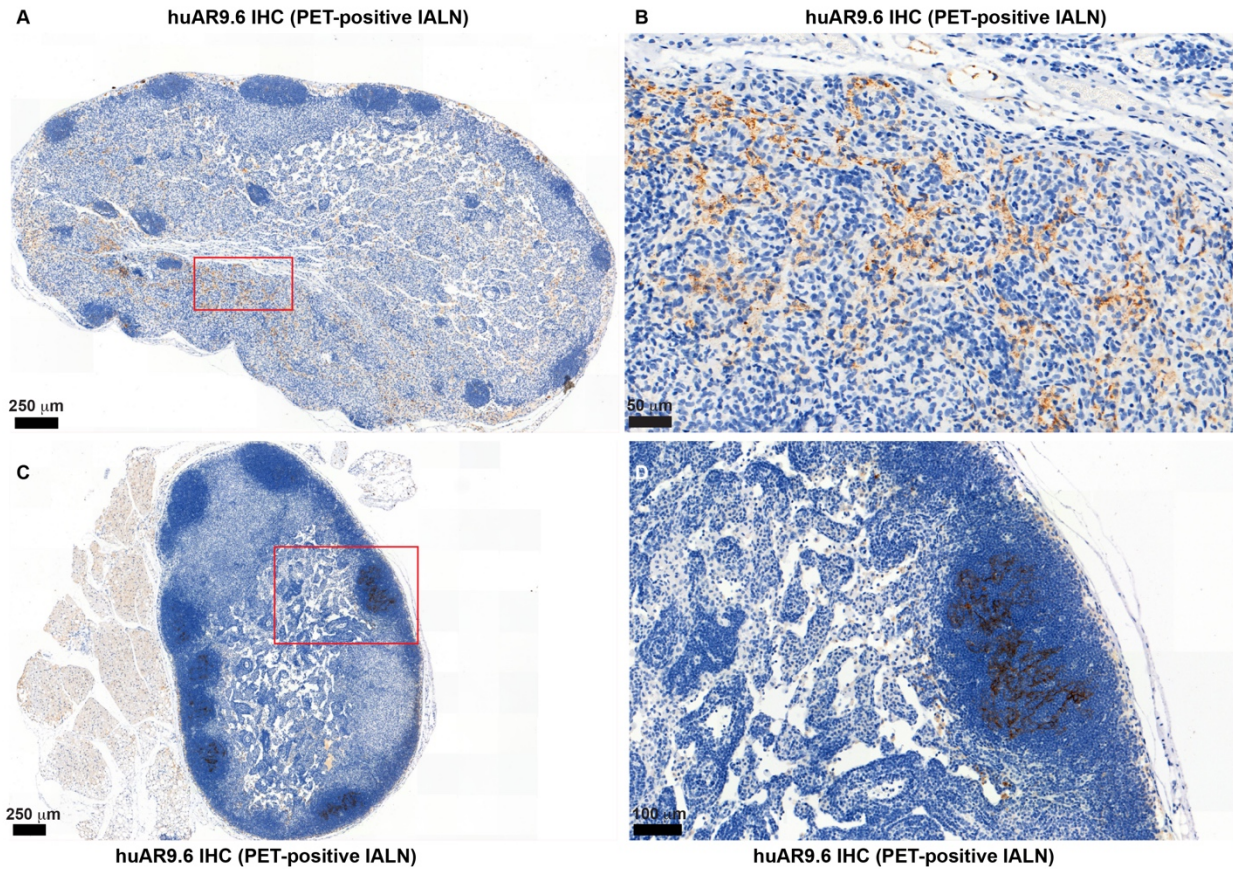 A
huAR9.6 IHC (PET-positive IALN)
B
huAR9.6 IHC (PET-positive IALN)
250 μm
50 μm
C
D
250 μm
100 μm
huAR9.6 IHC (PET-positive IALN)
huAR9.6 IHC (PET-positive IALN)